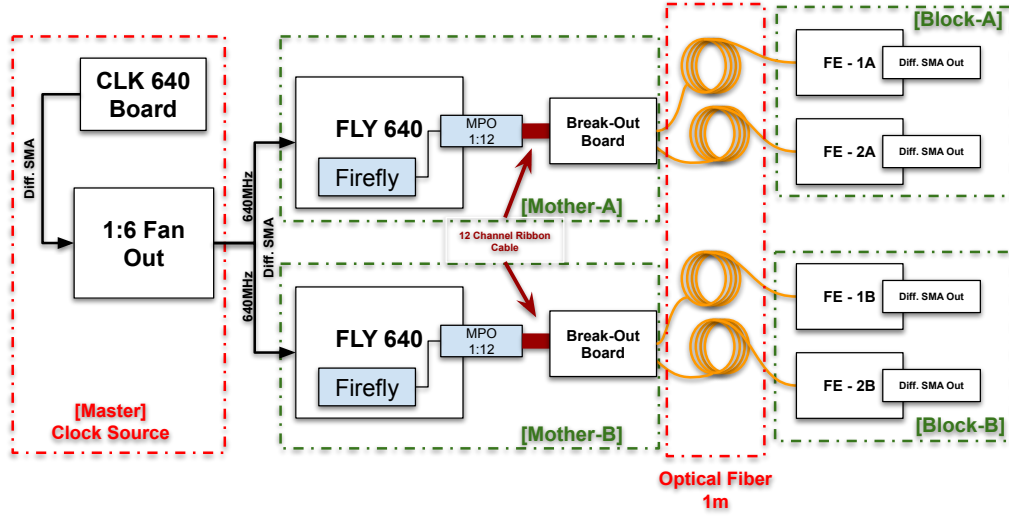 CLK 640
Board
Diff. SMA
1:6 Fan
Out
[Master]
Clock Source
640MHz
Diff. SMA
640MHz
FLY 640
Firefly
MPO
1:12
Break-Out
Board
[Mother-A]
12 Channel Ribbon
Cable
FLY 640
Firefly
MPO
1:12
Break-Out
Board
[Mother-B]
Optical Fiber
1m
[Block-A]
FE - 1A
Diff. SMA Out
FE - 2A
Diff. SMA Out
FE - 1B
Diff. SMA Out
FE - 2B
Diff. SMA Out
[Block-B]